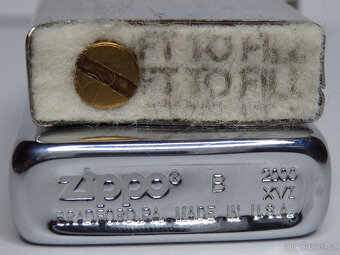 FT TO FILL
FT TO FILL
Zippo® B 2000
XVI
BRADFORD.PA. MADE IN U.S.A.